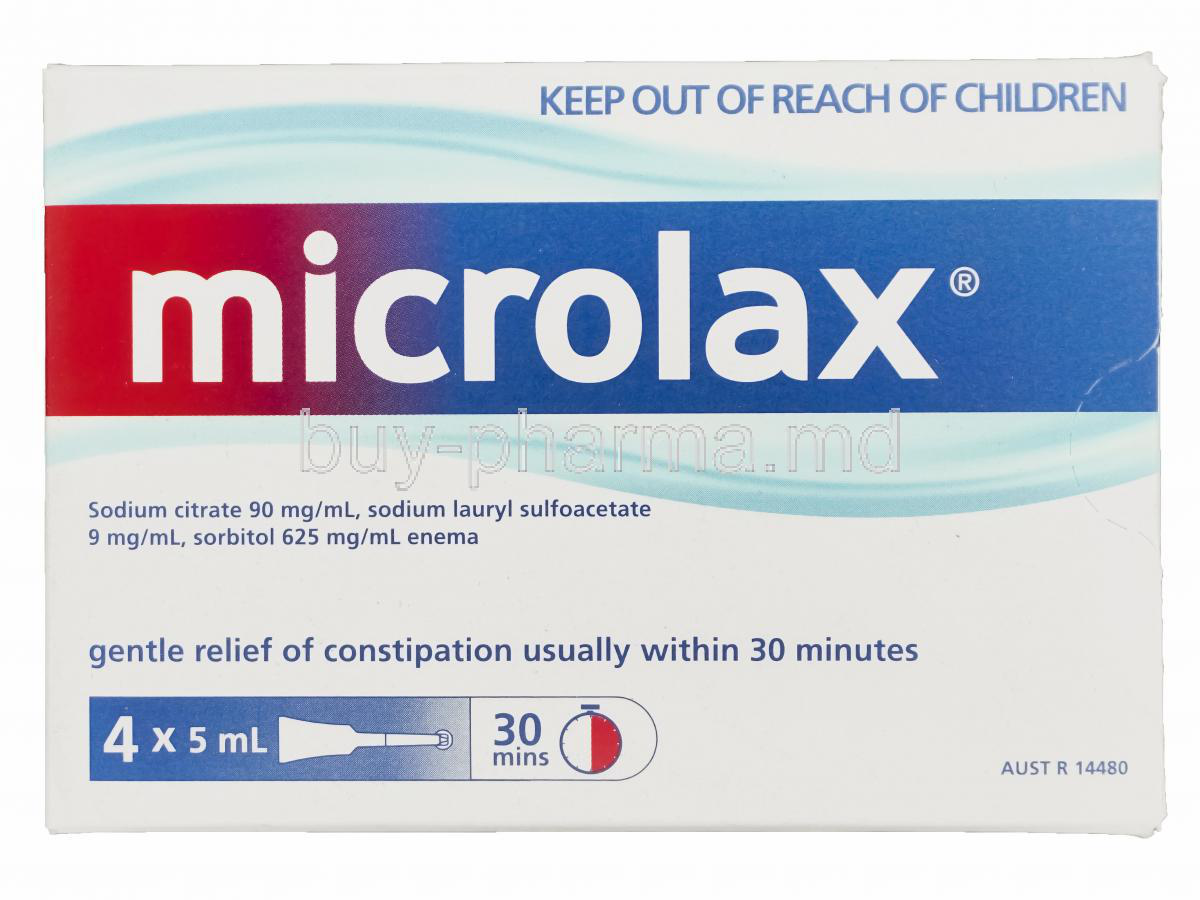 KEEP OUT OF REACH OF CHILDREN
microlax®
buy-pharma.md
Sodium citrate 90 mg/mL, sodium lauryl sulfoacetate
9 mg/mL, sorbitol 625 mg/mL enema
gentle relief of constipation usually within 30 minutes
4 x 5 mL
30
mins
AUST R 14480